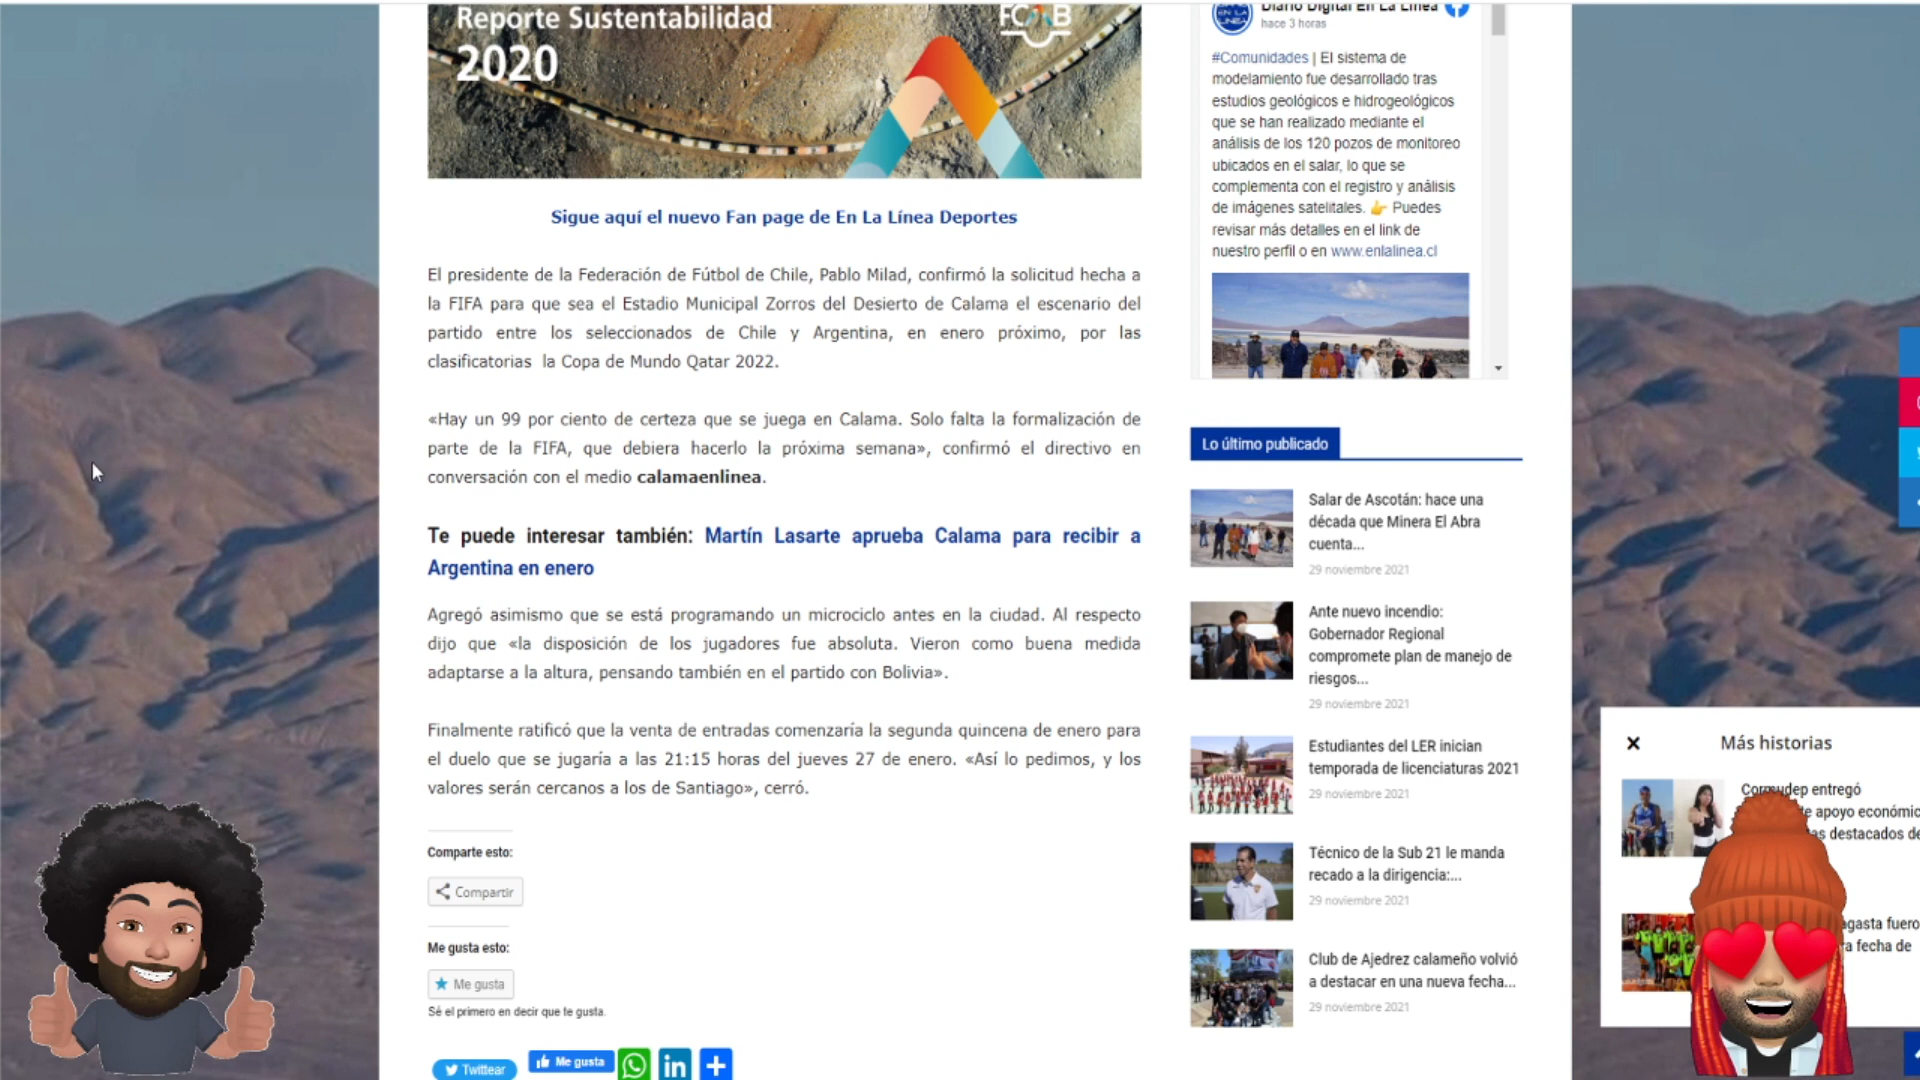 Reporte Sustentabilidad
2020
FCAB
Sigue aquí el nuevo Fan page de En La Línea Deportes
El presidente de la Federación de Fútbol de Chile, Pablo Milad, confirmó la solicitud hecha a
la FIFA para que sea el Estadio Municipal Zorros del Desierto de Calama el escenario del
partido entre los seleccionados de Chile y Argentina, en enero próximo, por las
clasificatorias la Copa de Mundo Qatar 2022.
«Hay un 99 por ciento de certeza que se juega en Calama. Solo falta la formalización de
parte de la FIFA, que debiera hacerlo la próxima semana», confirmó el directivo en
conversación con el medio calamaenlinea.
Te puede interesar también: Martín Lasarte aprueba Calama para recibir a
Argentina en enero
Agregó asimismo que se está programando un microciclo antes en la ciudad. Al respecto
dijo que «la disposición de los jugadores fue absoluta. Vieron como buena medida
adaptarse a la altura, pensando también en el partido con Bolivia».
Finalmente ratificó que la venta de entradas comenzaría la segunda quincena de enero para
el duelo que se jugaría a las 21:15 horas del jueves 27 de enero. «Así lo pedimos, y los
valores serán cercanos a los de Santiago», cerró.
Comparte esto:
Compartir
Me gusta esto:
Me gusta
Sé el primero en decir que te gusta.
Twittear
Me gusta
Diario Digital En La Línea
hace 3 horas
#Comunidades | El sistema de
modelamiento fue desarrollado tras
estudios geológicos e hidrogeológicos
que se han realizado mediante el
análisis de los 120 pozos de monitoreo
ubicados en el salar, lo que se
complementa con el registro y análisis
de imágenes satelitales. 👉 Puedes
revisar más detalles en el link de
nuestro perfil o en www.enlalinea.cl
Lo último publicado
Salar de Ascotán: hace una
década que Minera El Abra
cuenta...
29 noviembre 2021
Ante nuevo incendio:
Gobernador Regional
compromete plan de manejo de
riesgos...
29 noviembre 2021
Estudiantes del LER inician
temporada de licenciaturas 2021
29 noviembre 2021
Técnico de la Sub 21 le manda
recado a la dirigencia:...
29 noviembre 2021
Club de Ajedrez calameño volvió
a destacar en una nueva fecha...
29 noviembre 2021
Más historias
entregó
de apoyo económic
destacados de
agasta fuero
fecha de